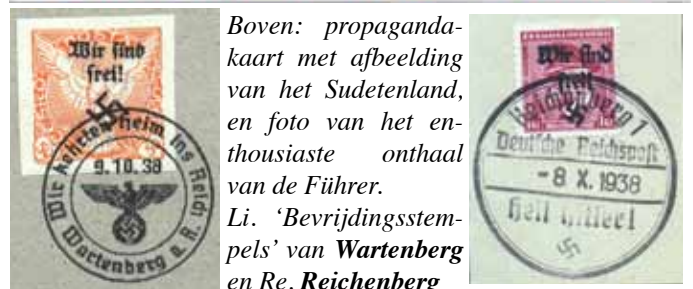 Wir sind
frei!
Wir kehrten heim ins Reich
9.10.38
Wartenberg a. R.
Boven: propaganda-
kaart met afbeelding
van het Sudetenland,
en foto van het en-
thousiaste onthaal
van de Führer.
Li. ‘Bevrijdingsstem-
pels’ van Wartenberg
en Re. Reichenberg
Wir sind
frei!
Reichenberg 1
Deutsche Reichspost
-8 X. 1938
Heil Hitler!